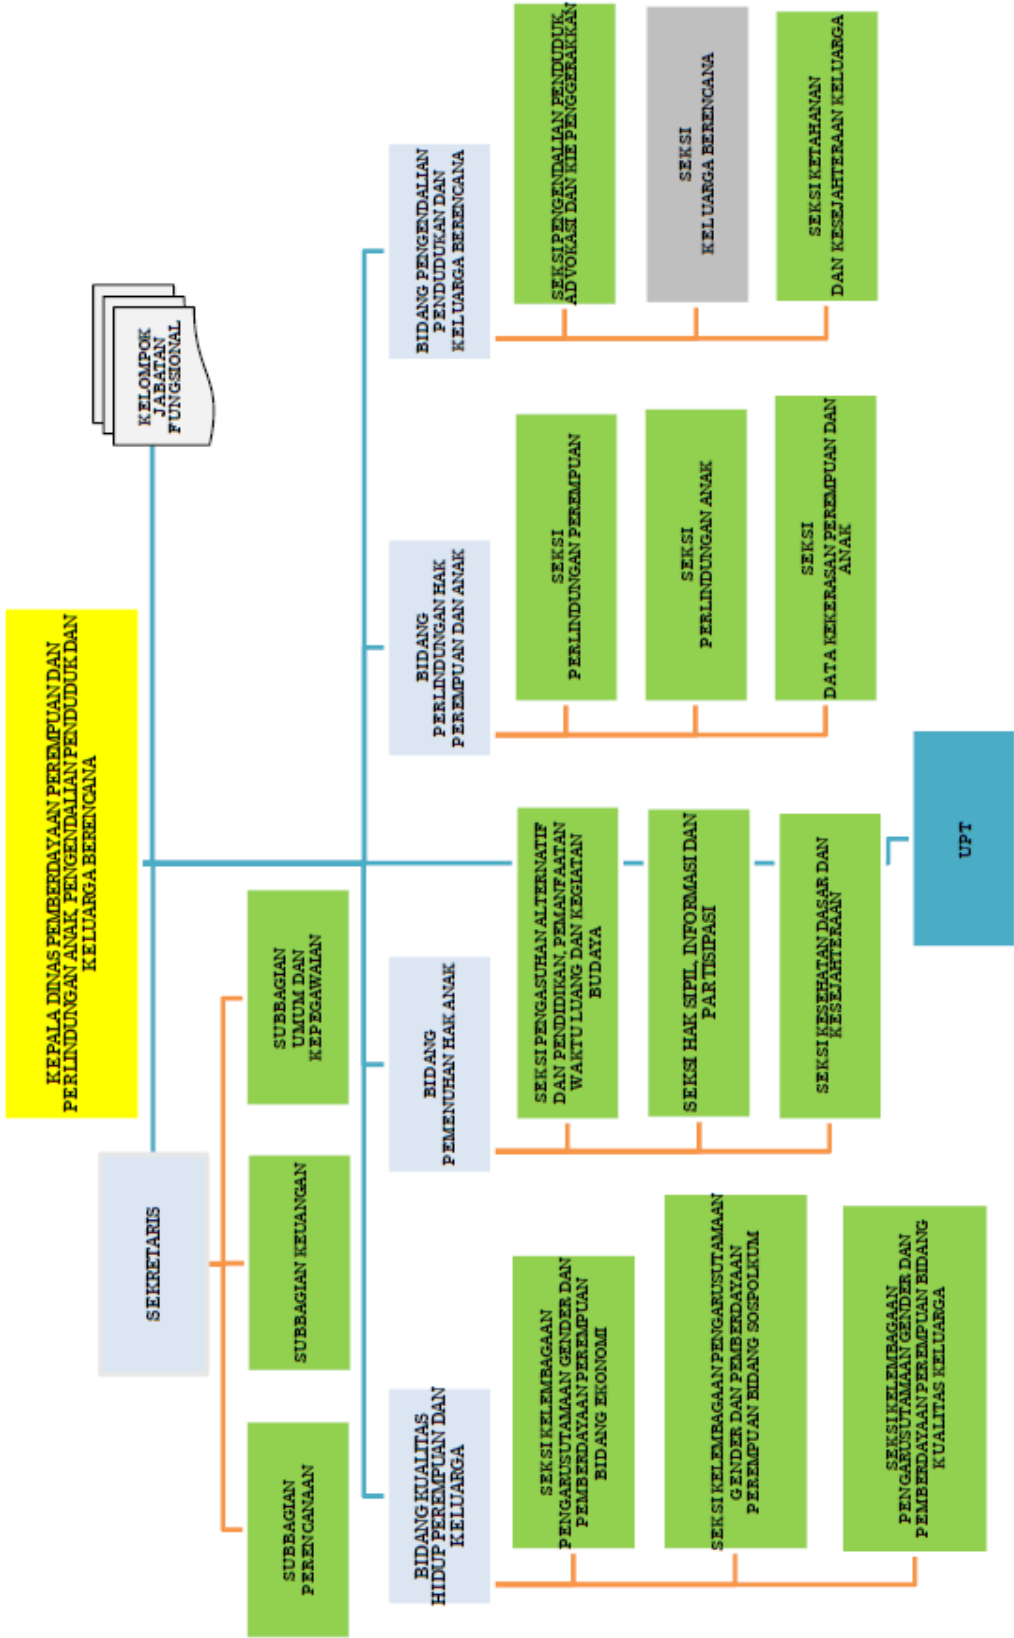 KEPALA DINAS PEMBERDAYAAN PEREMPUAN DAN
PERLINDUNGAN ANAK, PENGENDALIAN PENDUDUK DAN
KELUARGA BERENCANA
SEKRETARIS
KELOMPOK
JABATAN
FUNGSIONAL
SUBBAGIAN
PERENCANAAN
SUBBAGIAN KEUANGAN
SUBBAGIAN
UMUM DAN
KEPEGAWAIAN
BIDANG KUALITAS
HIDUP PEREMPUAN DAN
KELUARGA
SEKSI KELEMBAGAAN
PENGARUSUTAMAAN GENDER DAN
PEMBERDAYAAN PEREMPUAN
BIDANG EKONOMI
SEKSI KELEMBAGAAN PENGARUSUTAMAAN
GENDER DAN PEMBERDAYAAN
PEREMPUAN BIDANG SOSPOLKUM
SEKSI KELEMBAGAAN
PENGARUSUTAMAAN GENDER DAN
PEMBERDAYAAN PEREMPUAN BIDANG
KUALITAS KELUARGA
BIDANG
PEMENUHAN HAK ANAK
SEKSI PENGASUHAN ALTERNATIF
DAN PENDIDIKAN, PEMANFAATAN
WAKTU LUANG DAN KEGIATAN
BUDAYA
SEKSI HAK SIPIL, INFORMASI DAN
PARTISIPASI
SEKSI KESEHATAN DASAR DAN
KESEJAHTERAAN
BIDANG
PERLINDUNGAN HAK
PEREMPUAN DAN ANAK
SEKSI
PERLINDUNGAN PEREMPUAN
SEKSI
PERLINDUNGAN ANAK
SEKSI
DATA KEKERASAN PEREMPUAN DAN
ANAK
BIDANG PENGENDALIAN
PENDUDUKAN DAN
KELUARGA BERENCANA
SEKSI PENGENDALIAN PENDUDUK,
ADVOKASI DAN KIE PENGGERAKKAN
SEKSI
KELUARGA BERENCANA
SEKSI KETAHANAN
DAN KESEJAHTERAAN KELUARGA
UPT